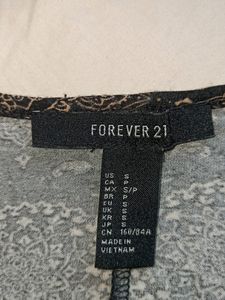 FOREVER 21
US S
CA P
MX S/P
BR P
EU S
UK S
KR S
JP S
CN 160/84A
MADE IN
VIETNAM